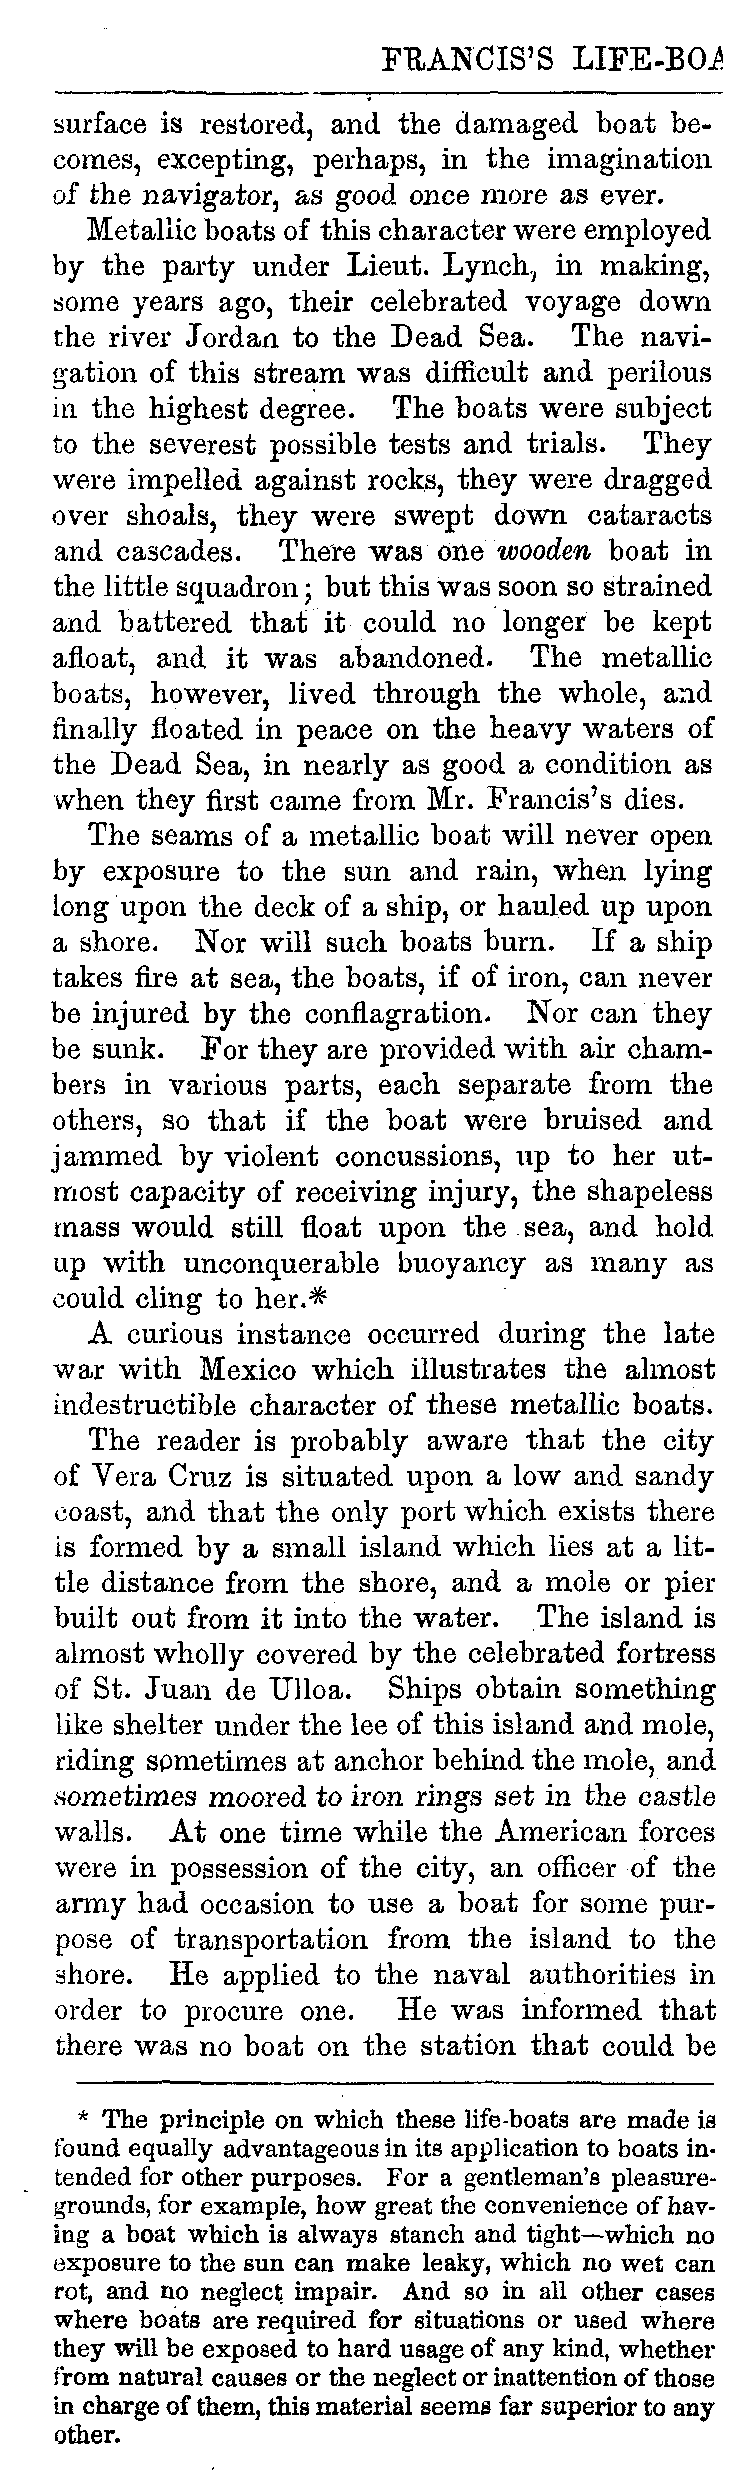 FRANCIS'S LIFE-BOA
surface is restored, and the damaged boat be-
comes, excepting, perhaps, in the imagination
of the navigator, as good once more as ever.
Metallic boats of this character were employed
by the party under Lieut. Lynch, in making,
some years ago, their celebrated voyage down
the river Jordan to the Dead Sea. The navi-
gation of this stream was difficult and perilous
in the highest degree. The boats were subject
to the severest possible tests and trials. They
were impelled against rocks, they were dragged
over shoals, they were swept down cataracts
and cascades. There was one wooden boat in
the little squadron; but this was soon so strained
and battered that it could no longer be kept
afloat, and it was abandoned. The metallic
boats, however, lived through the whole, and
finally floated in peace on the heavy waters of
the Dead Sea, in nearly as good a condition as
when they first came from Mr. Francis's dies.
The seams of a metallic boat will never open
by exposure to the sun and rain, when lying
long upon the deck of a ship, or hauled up upon
a shore. Nor will such boats burn. If a ship
takes fire at sea, the boats, if of iron, can never
be injured by the conflagration. Nor can they
be sunk. For they are provided with air cham-
bers in various parts, each separate from the
others, so that if the boat were bruised and
jammed by violent concussions, up to her ut-
most capacity of receiving injury, the shapeless
mass would still float upon the sea, and hold
up with unconquerable buoyancy as many as
could cling to her.*
A curious instance occurred during the late
war with Mexico which illustrates the almost
indestructible character of these metallic boats.
The reader is probably aware that the city
of Vera Cruz is situated upon a low and sandy
coast, and that the only port which exists there
is formed by a small island which lies at a lit-
tle distance from the shore, and a mole or pier
built out from it into the water. The island is
almost wholly covered by the celebrated fortress
of St. Juan de Ulloa. Ships obtain something
like shelter under the lee of this island and mole,
riding sometimes at anchor behind the mole, and
sometimes moored to iron rings set in the castle
walls. At one time while the American forces
were in possession of the city, an officer of the
army had occasion to use a boat for some pur-
pose of transportation from the island to the
shore. He applied to the naval authorities in
order to procure one. He was informed that
there was no boat on the station that could be
* The principle on which these life-boats are made is
found equally advantageous in its application to boats in-
tended for other purposes. For a gentleman's pleasure-
grounds, for example, how great the convenience of hav-
ing a boat which is always stanch and tight—which no
exposure to the sun can make leaky, which no wet can
rot, and no neglect impair. And so in all other cases
where boats are required for situations or used where
they will be exposed to hard usage of any kind, whether
from natural causes or the neglect or inattention of those
in charge of them, this material seems far superior to any
other.